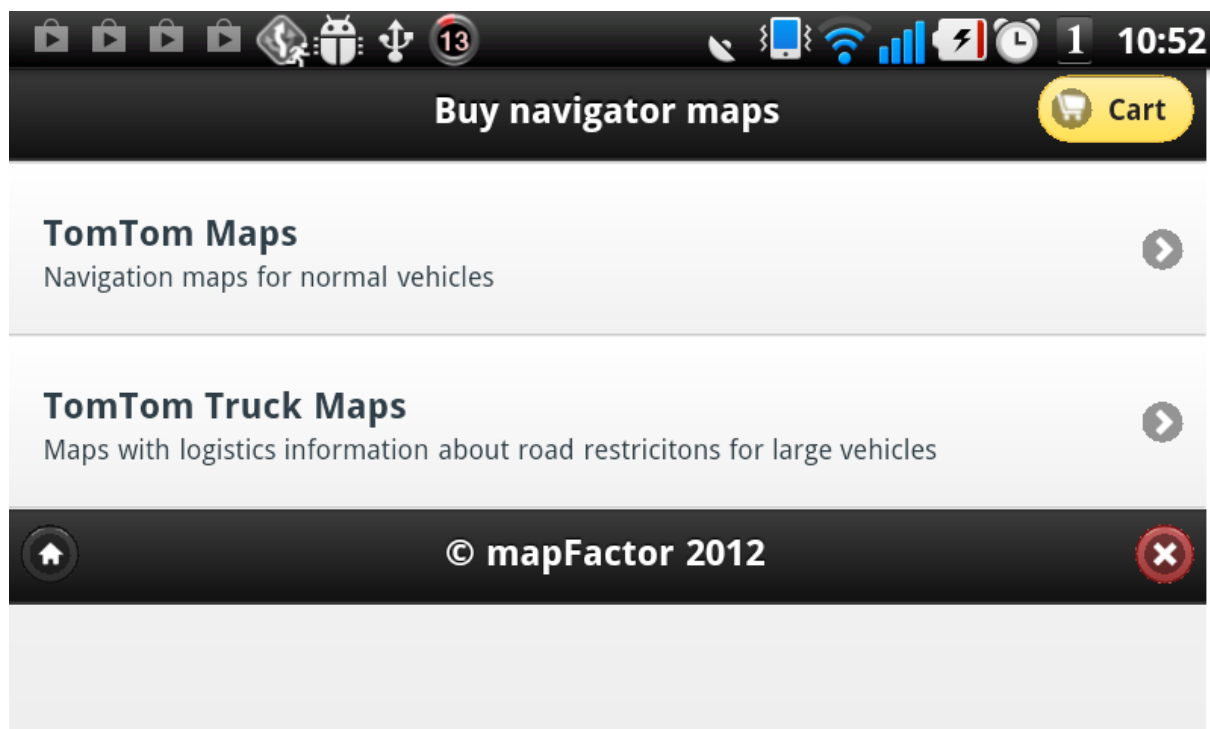 13 1 10:52
Buy navigator maps Cart
TomTom Maps
Navigation maps for normal vehicles
TomTom Truck Maps
Maps with logistics information about road restricitons for large vehicles
© mapFactor 2012